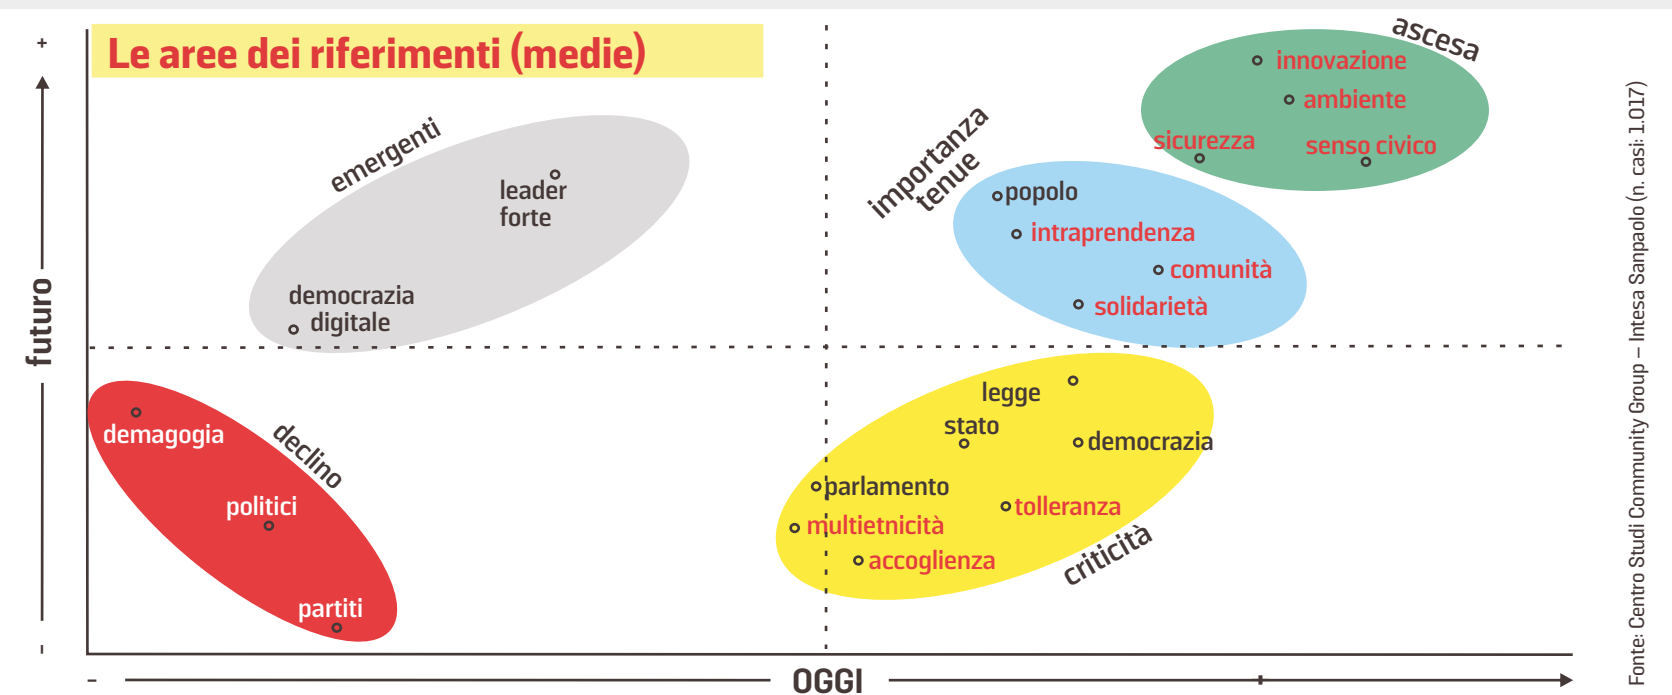 Le aree dei riferimenti (medie)
+
futuro
-
emergenti
leader
forte
democrazia
digitale
ascesa
innovazione
ambiente
sicurezza
senso civico
importanza
tenue
popolo
intraprendenza
comunità
solidarietà
declino
demagogia
politici
partiti
legge
stato
democrazia
parlamento
tolleranza
multietnicità
accoglienza
criticità
-
OGGI
Fonte: Centro Studi Community Group – Intesa Sanpaolo (n. casi: 1.017)